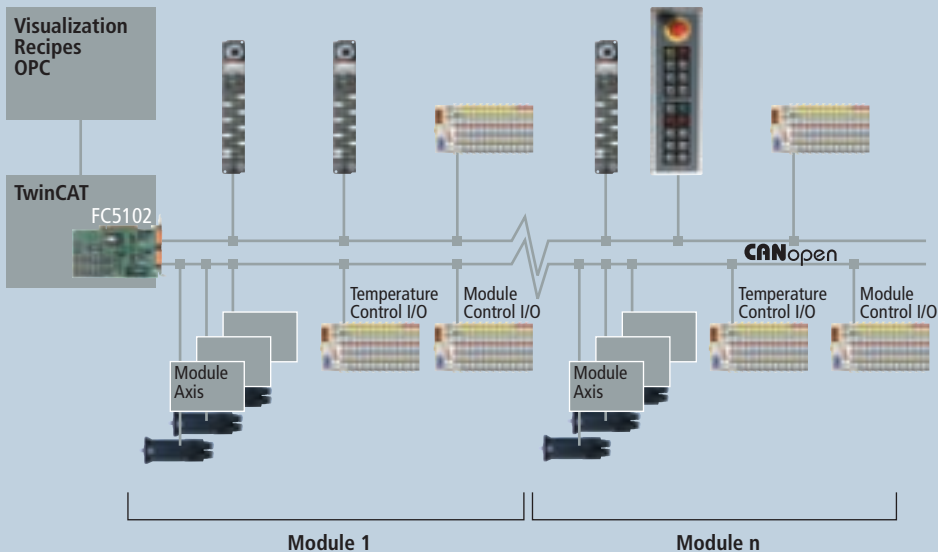 Visualization
Recipes
OPC
TwinCAT
FC5102
CANopen
Temperature
Control I/O
Module
Control I/O
Temperature
Control I/O
Module
Control I/O
Module
Axis
Module
Axis
Module 1
Module n